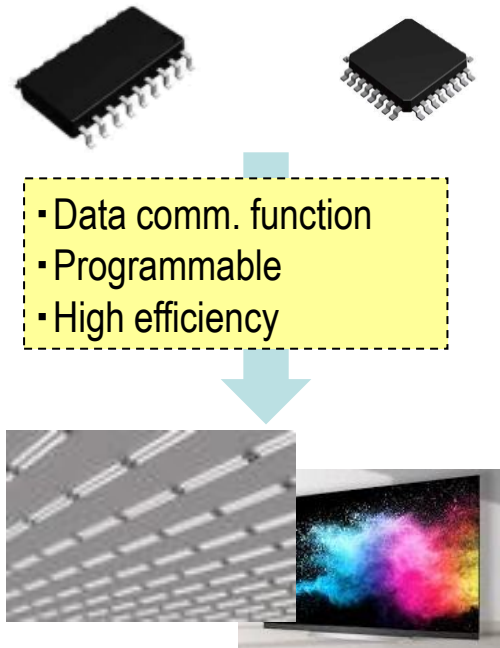 ▪Data comm. function
▪Programmable
▪High efficiency